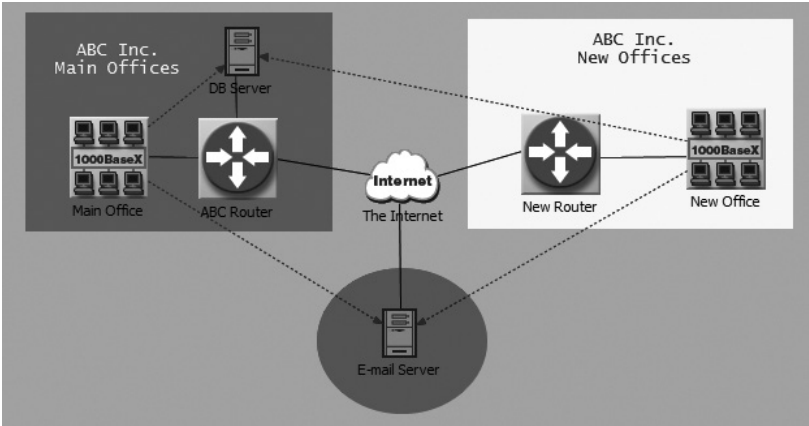 ABC Inc.
Main Offices
DB Server
1000BaseX
Main Office
ABC Router
Internet
The Internet
ABC Inc.
New Offices
New Router
1000BaseX
New Office
E-mail Server